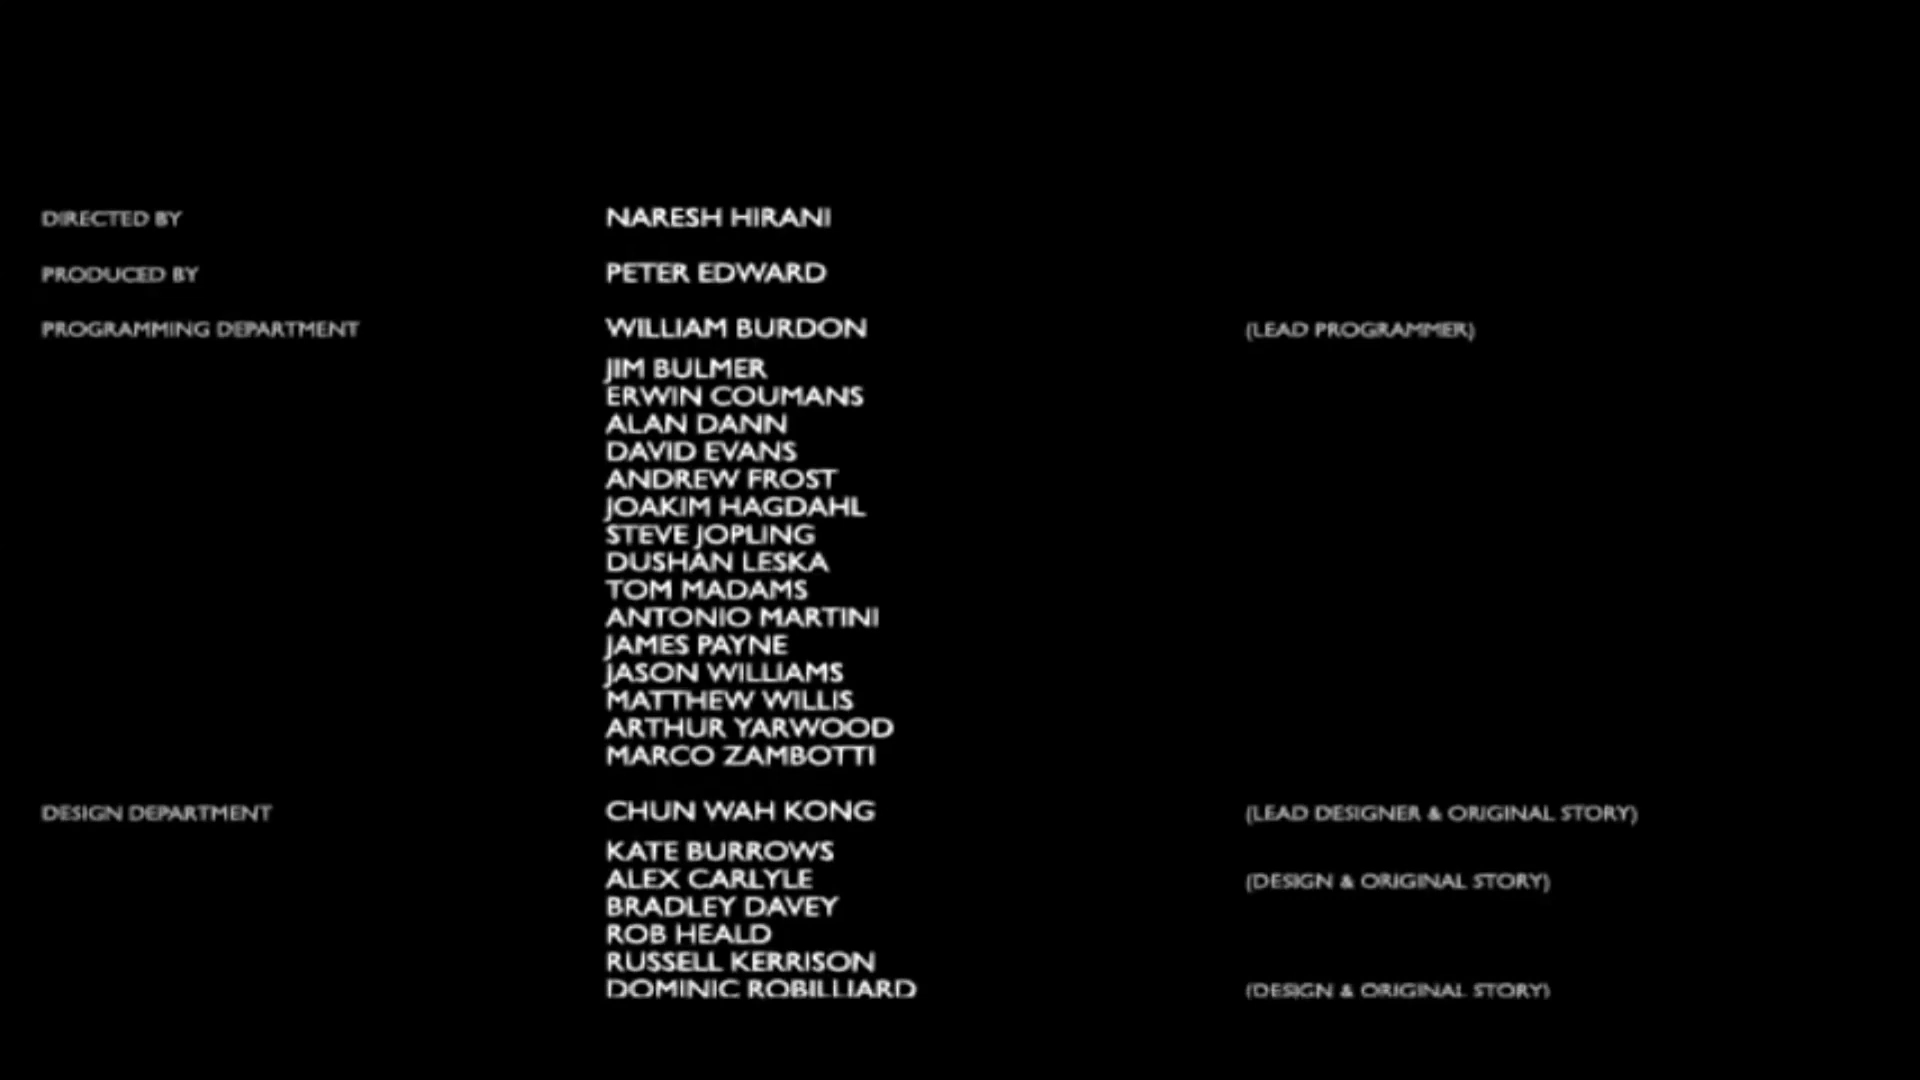 DIRECTED BY NARESH HIRANI
PRODUCED BY PETER EDWARD
PROGRAMMING DEPARTMENT WILLIAM BURDON (LEAD PROGRAMMER)
JIM BULMER
ERWIN COUMANS
ALAN DANN
DAVID EVANS
ANDREW FROST
JOAKIM HAGDAHL
STEVE JOPLING
DUSHAN LESKA
TOM MADAMS
ANTONIO MARTINI
JAMES PAYNE
JASON WILLIAMS
MATTHEW WILLIS
ARTHUR YARWOOD
MARCO ZAMBOTTI
DESIGN DEPARTMENT CHUN WAH KONG (LEAD DESIGNER & ORIGINAL STORY)
KATE BURROWS
ALEX CARLYLE (DESIGN & ORIGINAL STORY)
BRADLEY DAVEY
ROB HEALD
RUSSELL KERRISON
DOMINIC ROBILLIARD (DESIGN & ORIGINAL STORY)